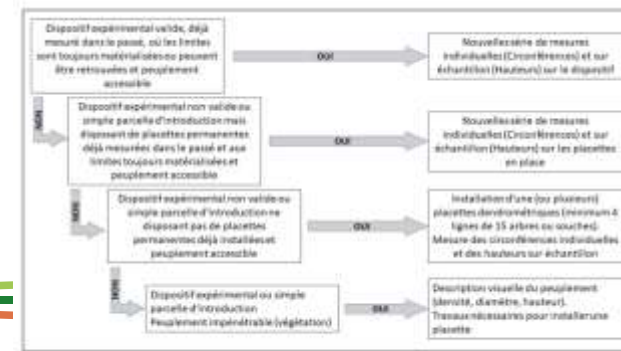 Dispositif expérimental valide, déjà
mesuré dans le passé, où les limites
sont toujours matérialisées ou peuvent
être retrouvées et peuplement
accessible
OUI
Nouvelle série de mesures
individuelles (Circonférences) et sur
échantillon (Hauteurs) sur le dispositif
NON
Dispositif expérimental non valide ou
simple parcelle d'introduction mais
disposant de placettes permanentes
déjà mesurées dans le passé et aux
limites toujours matérialisées et
peuplement accessible
OUI
Nouvelle série de mesures
individuelles (Circonférences) et sur
échantillon (Hauteurs) sur les placettes
en place
NON
Dispositif expérimental non valide ou
simple parcelle d'introduction ne
disposant pas de placettes
permanentes déjà installées et
peuplement accessible
OUI
Installation d'une (ou plusieurs)
placettes dendrométriques (minimum 4
lignes de 15 arbres ou souches).
Mesure des circonférences individuelles
et des hauteurs sur échantillon
NON
Dispositif expérimental ou simple
parcelle d'introduction
Peuplement impénétrable (végétation)
OUI
Description visuelle du peuplement
(densité, diamètre, hauteur).
Travaux nécessaires pour installer une
placette